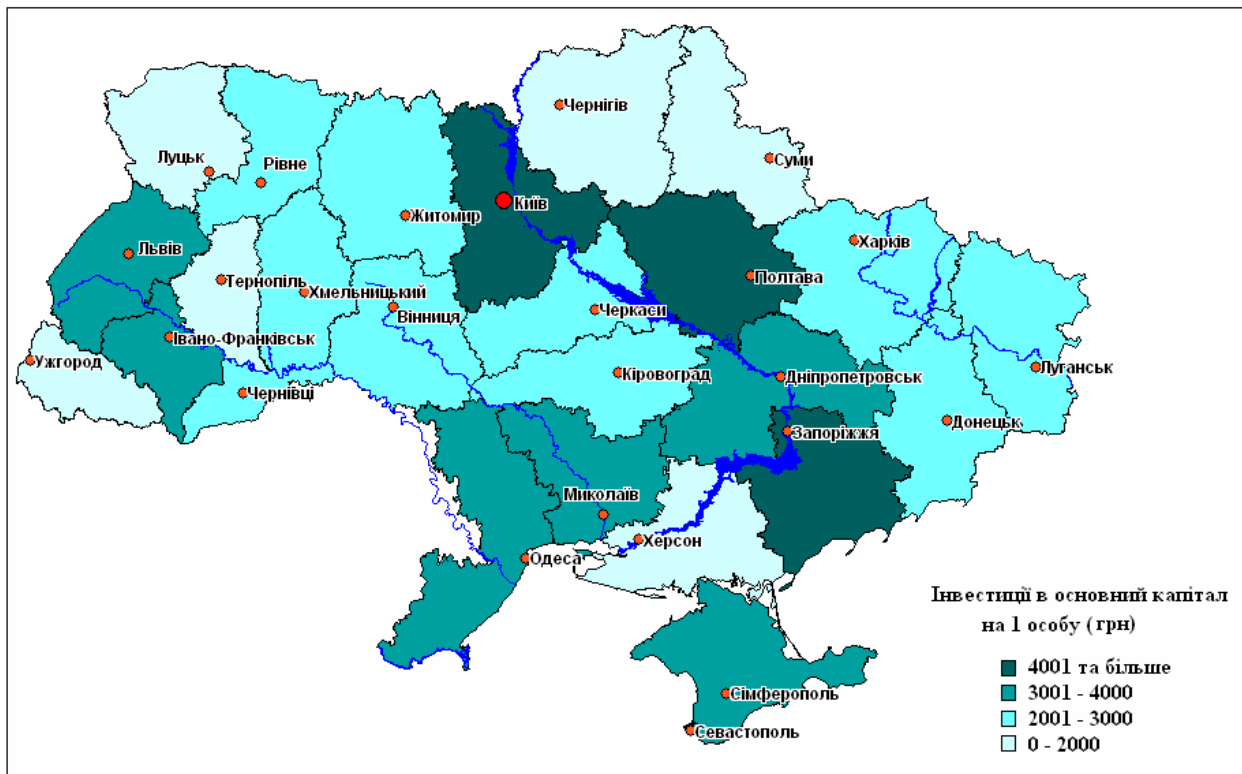 Чернігів
Суми
Луцьк
Рівне
Київ
Житомир
Львів
Харків
Тернопіль
Хмельницький
Полтава
Вінниця
Черкаси
Івано-Франківськ
Ужгород
Чернівці
Кіровоград
Дніпропетровськ
Луганськ
Донецьк
Запоріжжя
Миколаїв
Херсон
Одеса
Сімферополь
Севастополь
Інвестиції в основний капітал
на 1 особу (грн)
4001 та більше
3001 - 4000
2001 - 3000
0 - 2000